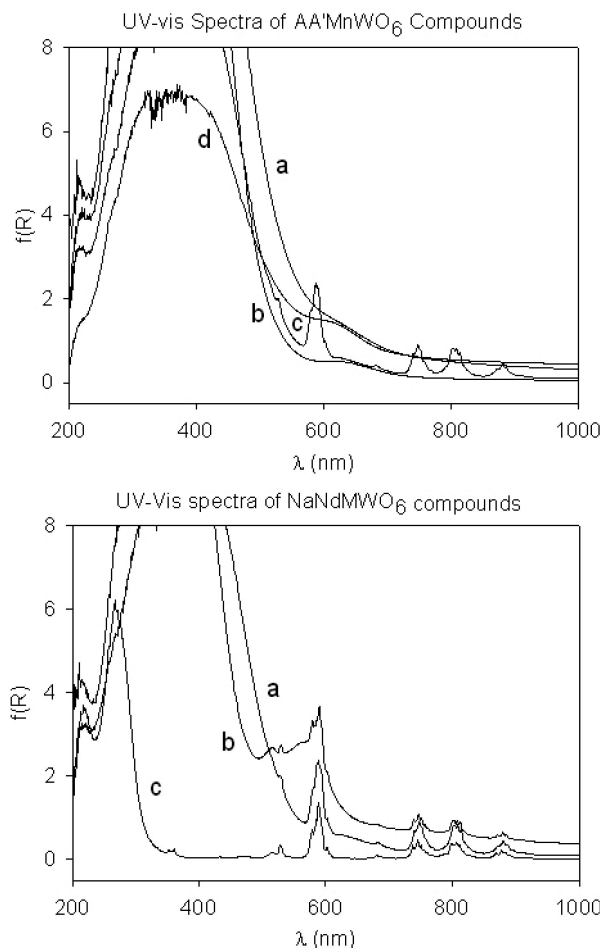 UV-vis Spectra of AA'MnWO6 Compounds
8
6
4
2
0
f(R)
d
a
b
c
200 400 600 800 1000
λ (nm)
UV-Vis spectra of NaNdMWO6 compounds
8
6
4
2
0
f(R)
a
b
c
200 400 600 800 1000
λ (nm)